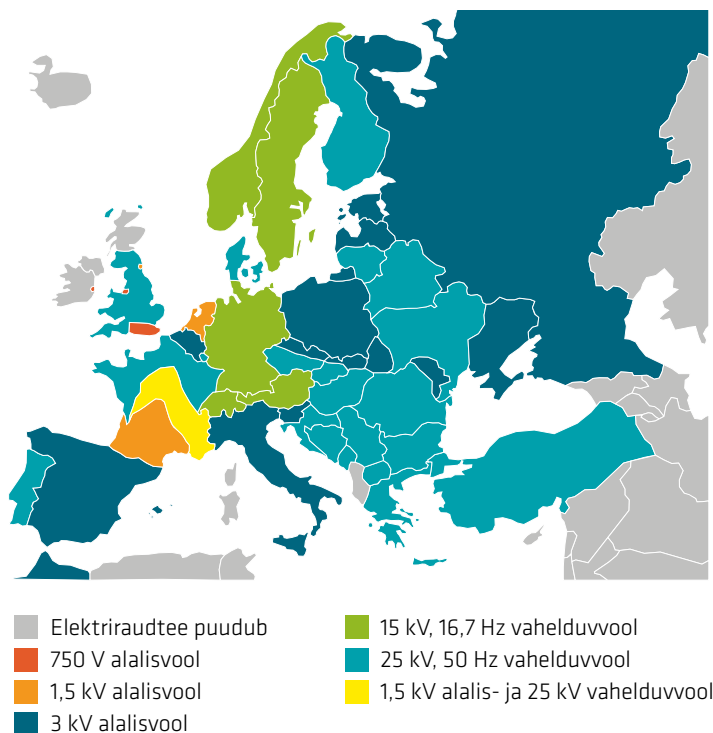 Elektriraudtee puudub
750 V alalisvool
1,5 kV alalisvool
3 kV alalisvool
15 kV, 16,7 Hz vahelduvvool
25 kV, 50 Hz vahelduvvool
1,5 kV alalis- ja 25 kV vahelduvvool